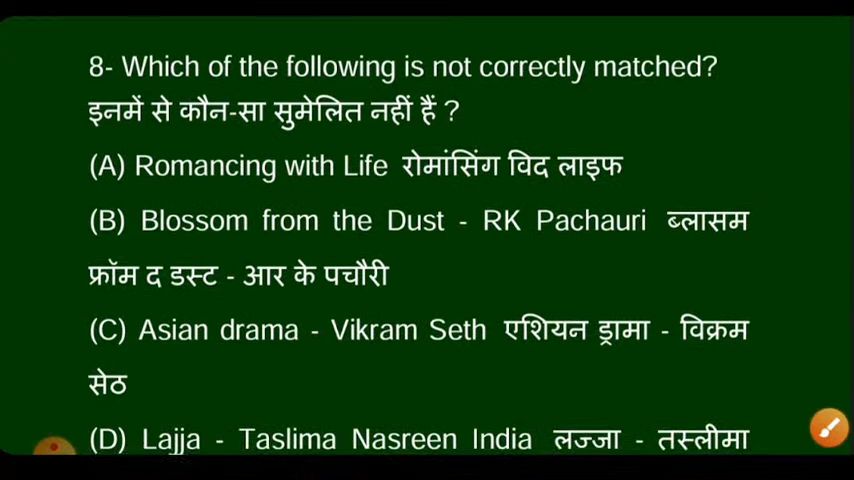 8- Which of the following is not correctly matched?
इनमें से कौन-सा सुमेलित नहीं हैं ?
(A) Romancing with Life रोमांसिंग विद लाइफ
(B) Blossom from the Dust - RK Pachauri ब्लासम
फ्रॉम द डस्ट - आर के पचौरी
(C) Asian drama - Vikram Seth एशियन ड्रामा - विक्रम
सेठ
(D) Lajja - Taslima Nasreen India लज्जा - तस्लीमा